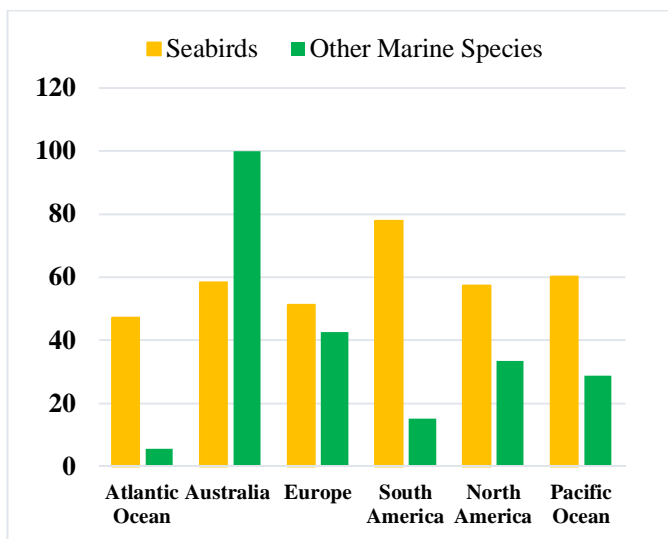 Seabirds Other Marine Species
120
100
80
60
40
20
0
Atlantic Australia Europe South North Pacific
Ocean America America Ocean